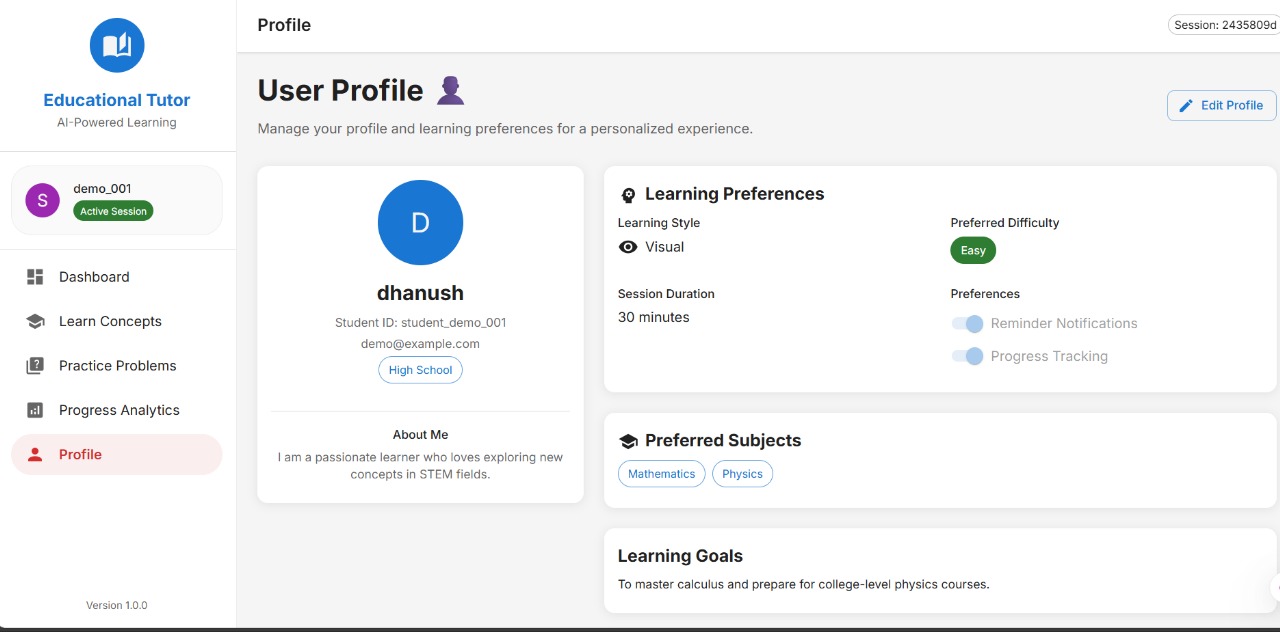 Educational Tutor
AI-Powered Learning
S
demo_001
Active Session
Dashboard
Learn Concepts
Practice Problems
Progress Analytics
Profile
Version 1.0.0
Profile
Session: 2435809d
User Profile
Manage your profile and learning preferences for a personalized experience.
Edit Profile
D
dhanush
Student ID: student_demo_001
demo@example.com
High School
About Me
I am a passionate learner who loves exploring new
concepts in STEM fields.
Learning Preferences
Learning Style
Visual
Preferred Difficulty
Easy
Session Duration
30 minutes
Preferences
Reminder Notifications
Progress Tracking
Preferred Subjects
Mathematics
Physics
Learning Goals
To master calculus and prepare for college-level physics courses.